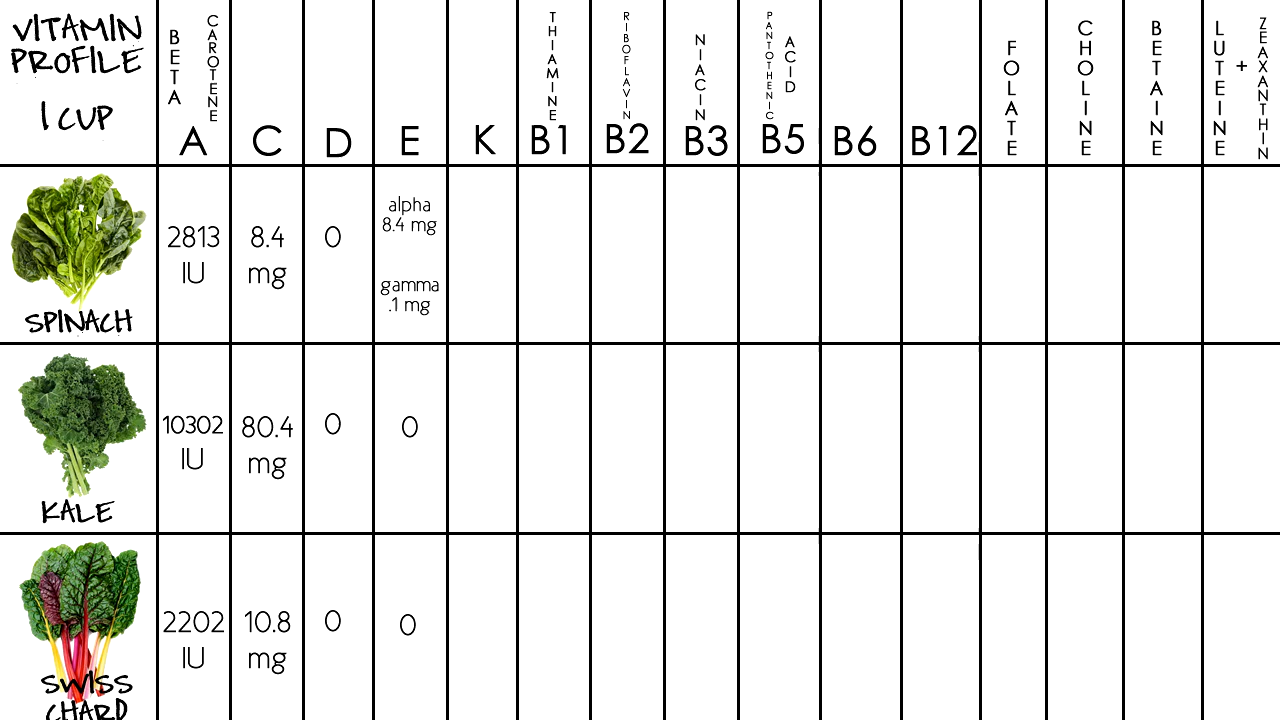 VITAMIN
PROFILE
1 CUP
BETA CAROTENE
A
C
D
E
K
THIAMINE
B1
RIBOFLAVIN
B2
NIACIN
B3
PANTOTHENIC ACID
B5
B6
B12
FOLATE
CHOLINE
BETAINE
LUTEINE + ZEAXANTHIN
SPINACH
2813
IU
8.4
mg
0
alpha
8.4 mg
gamma
.1 mg
KALE
10302
IU
80.4
mg
0
0
SWISS
CHARD
2202
IU
10.8
mg
0
0